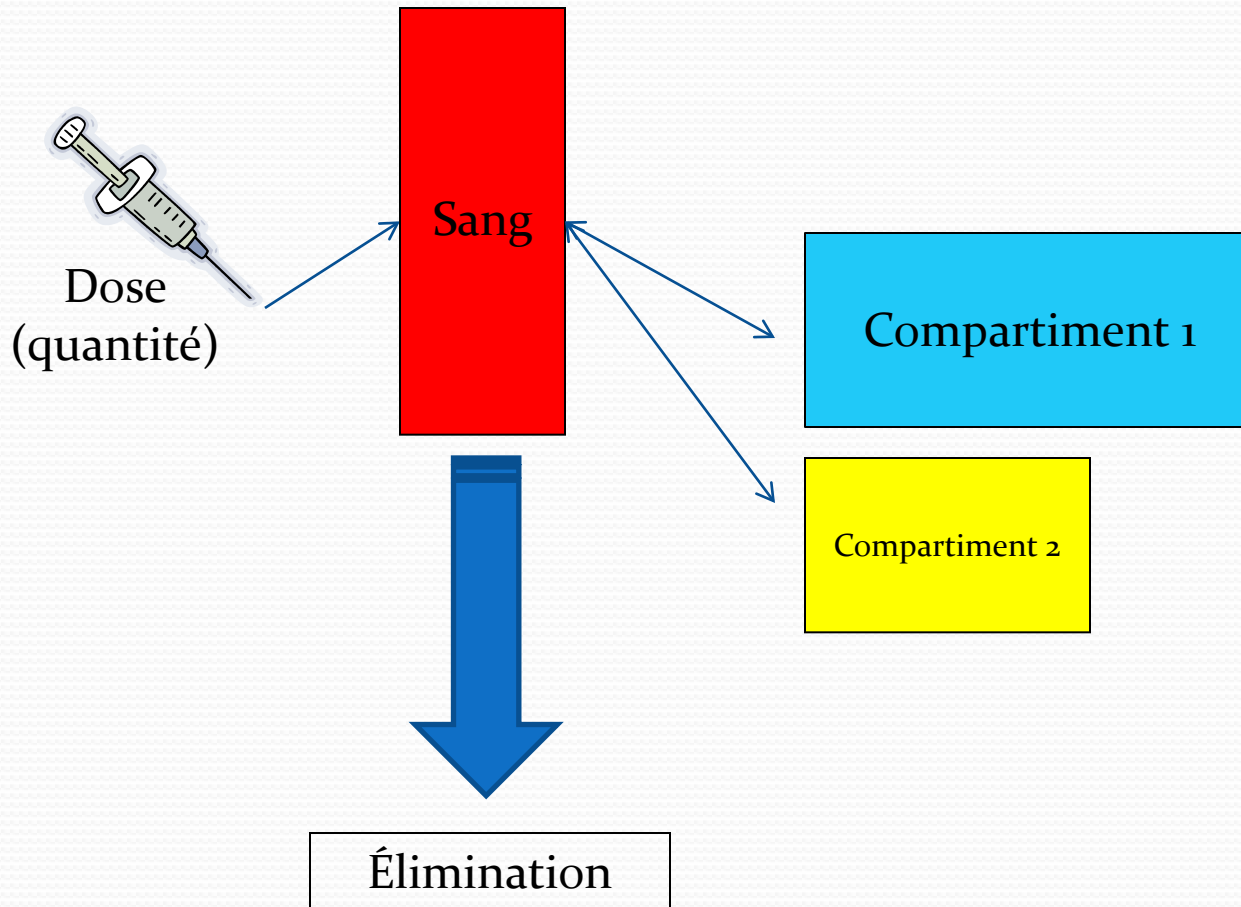 Dose
(quantité)
Sang
Compartiment 1
Compartiment 2
Élimination